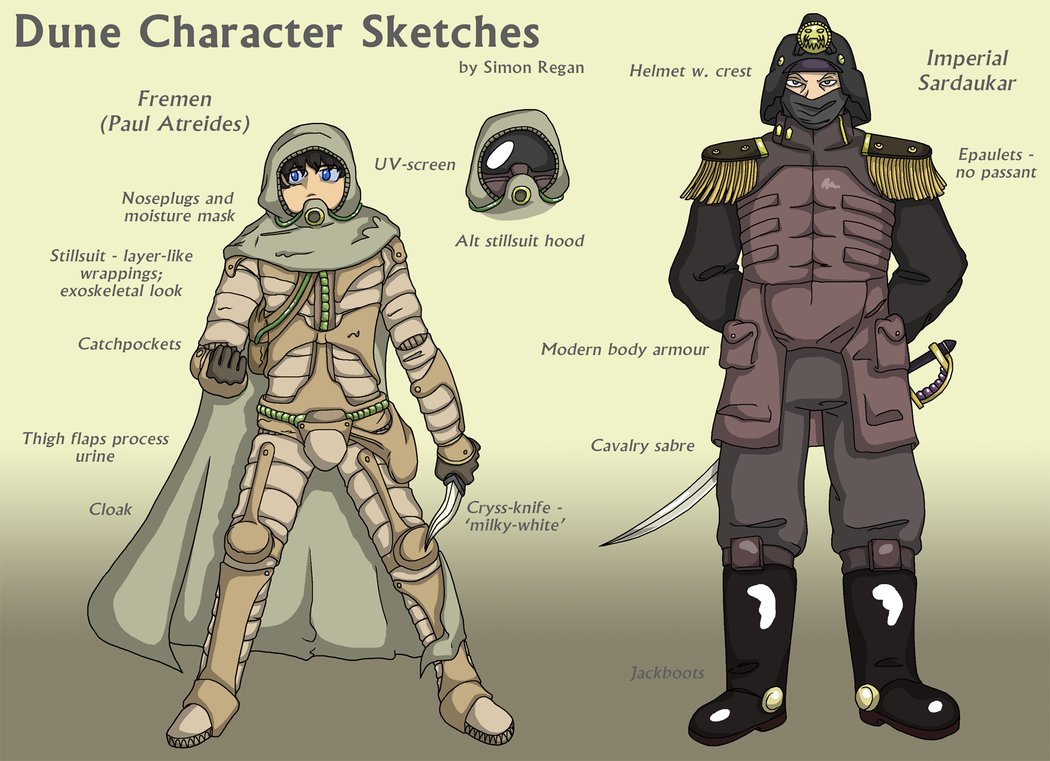 Dune Character Sketches
by Simon Regan
Fremen
(Paul Atreides)
Noseplugs and
moisture mask
Stillsuit - layer-like
wrappings;
exoskeletal look
Catchpockets
Thigh flaps process
urine
Cloak
UV-screen
Alt stillsuit hood
Cryss-knife -
‘milky-white’
Helmet w. crest
Imperial
Sardaukar
Epaulets -
no passant
Modern body armour
Cavalry sabre
Jackboots